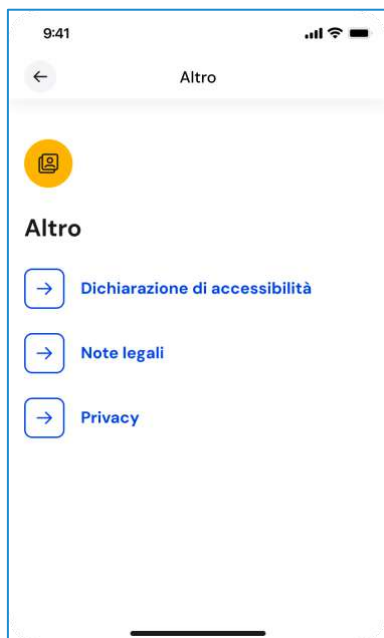 9:41
Altro
Altro
Dichiarazione di accessibilità
Note legali
Privacy